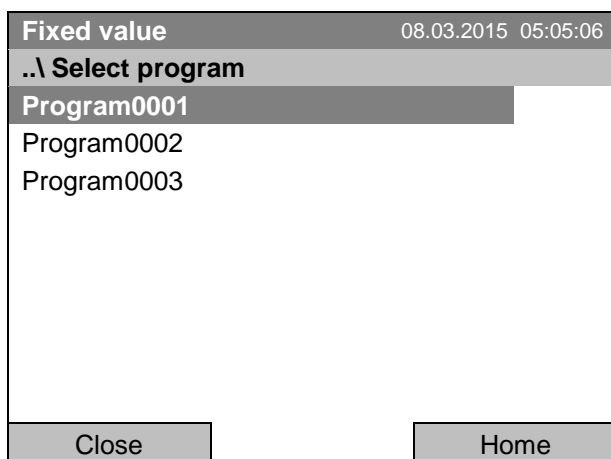 Fixed value 08.03.2015 05:05:06
..\ Select program
Program0001
Program0002
Program0003
Close Home